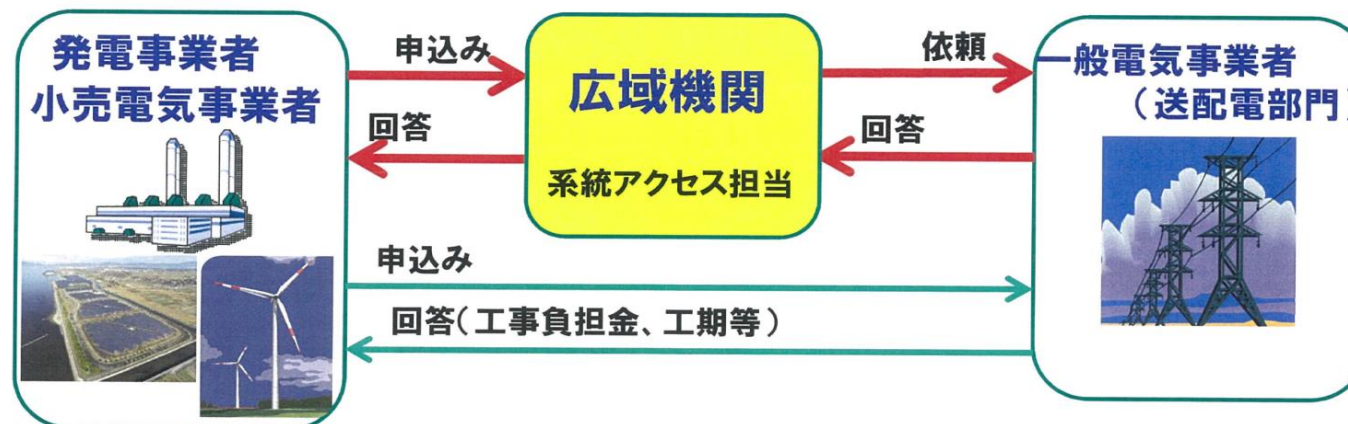 発電事業者
小売電気事業者
申込み
回答
広域機関
系統アクセス担当
依頼
回答
一般電気事業者
（送配電部門）
申込み
回答（工事負担金、工期等）